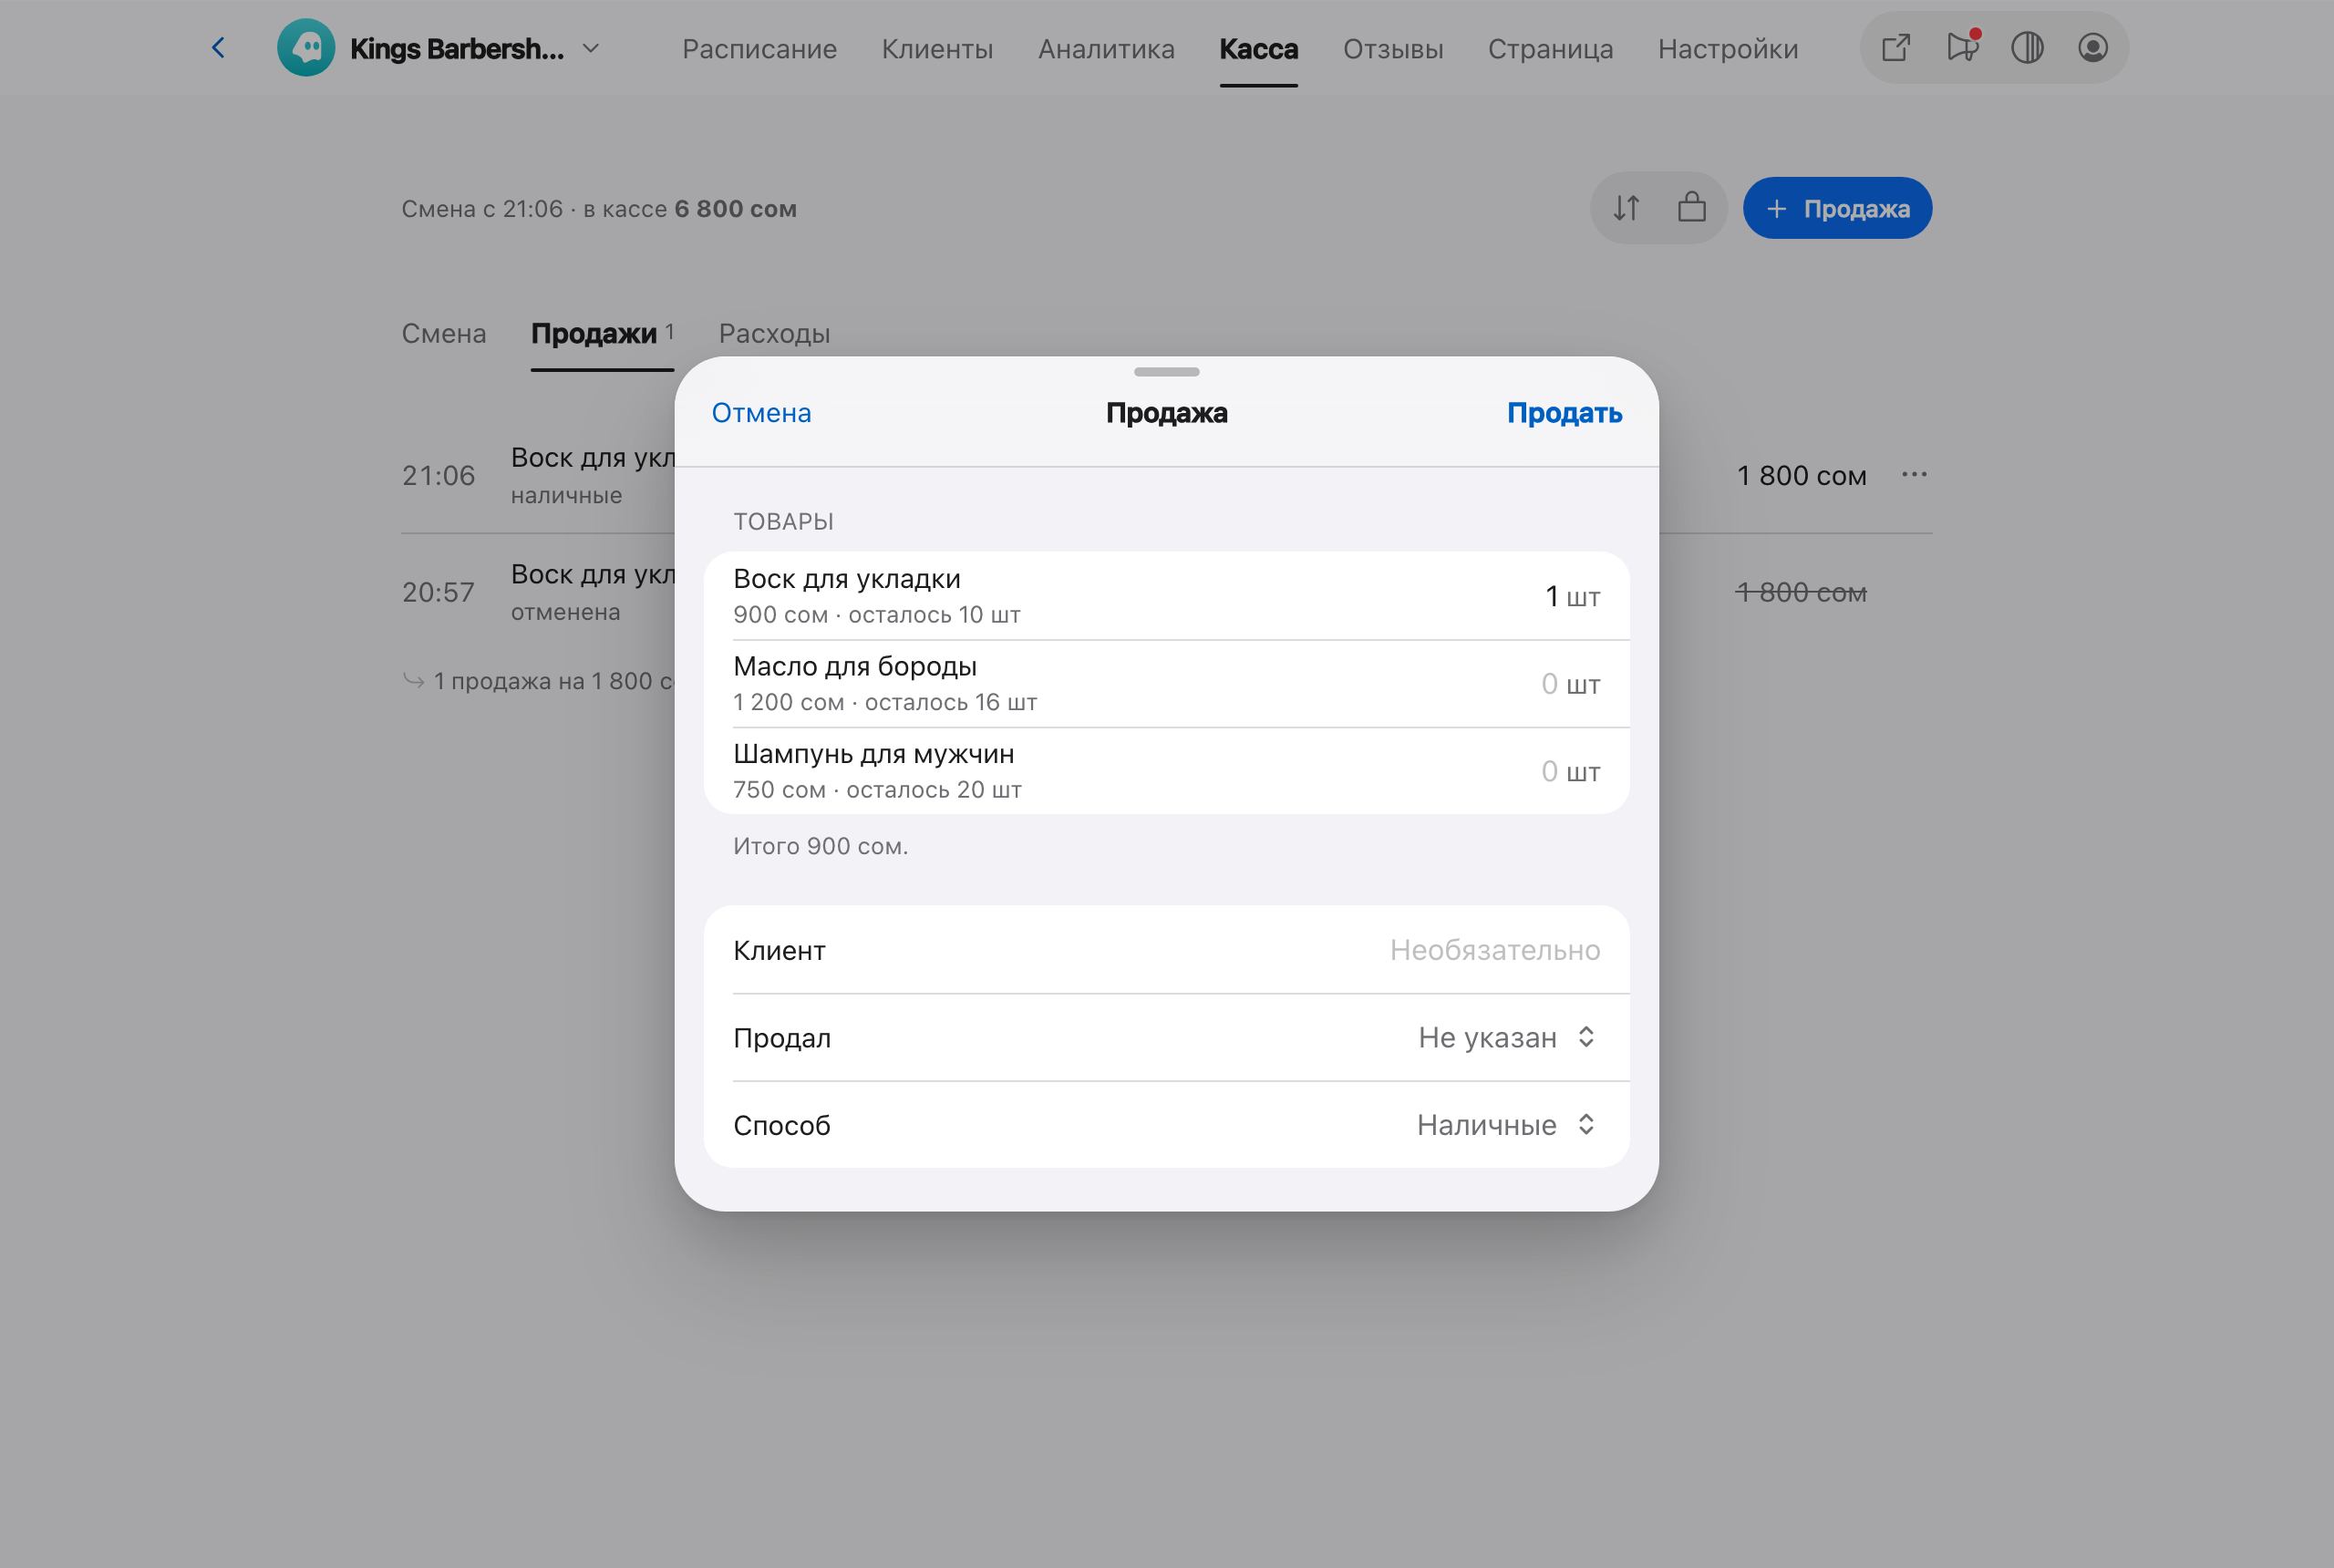 Kings Barbersh...
Расписание
Клиенты
Аналитика
Касса
Отзывы
Страница
Настройки
Смена с 21:06 · в кассе 6 800 сом
+ Продажа
Смена
Продажи 1
Расходы
Отмена
Продажа
Продать
21:06
Воск для укл
наличные
1 800 сом
20:57
Воск для укл
отменена
1 800 сом
1 продажа на 1 800 с
ТОВАРЫ
Воск для укладки
900 сом · осталось 10 шт
1 шт
Масло для бороды
1 200 сом · осталось 16 шт
0 шт
Шампунь для мужчин
750 сом · осталось 20 шт
0 шт
Итого 900 сом.
Клиент
Необязательно
Продал
Не указан
Способ
Наличные